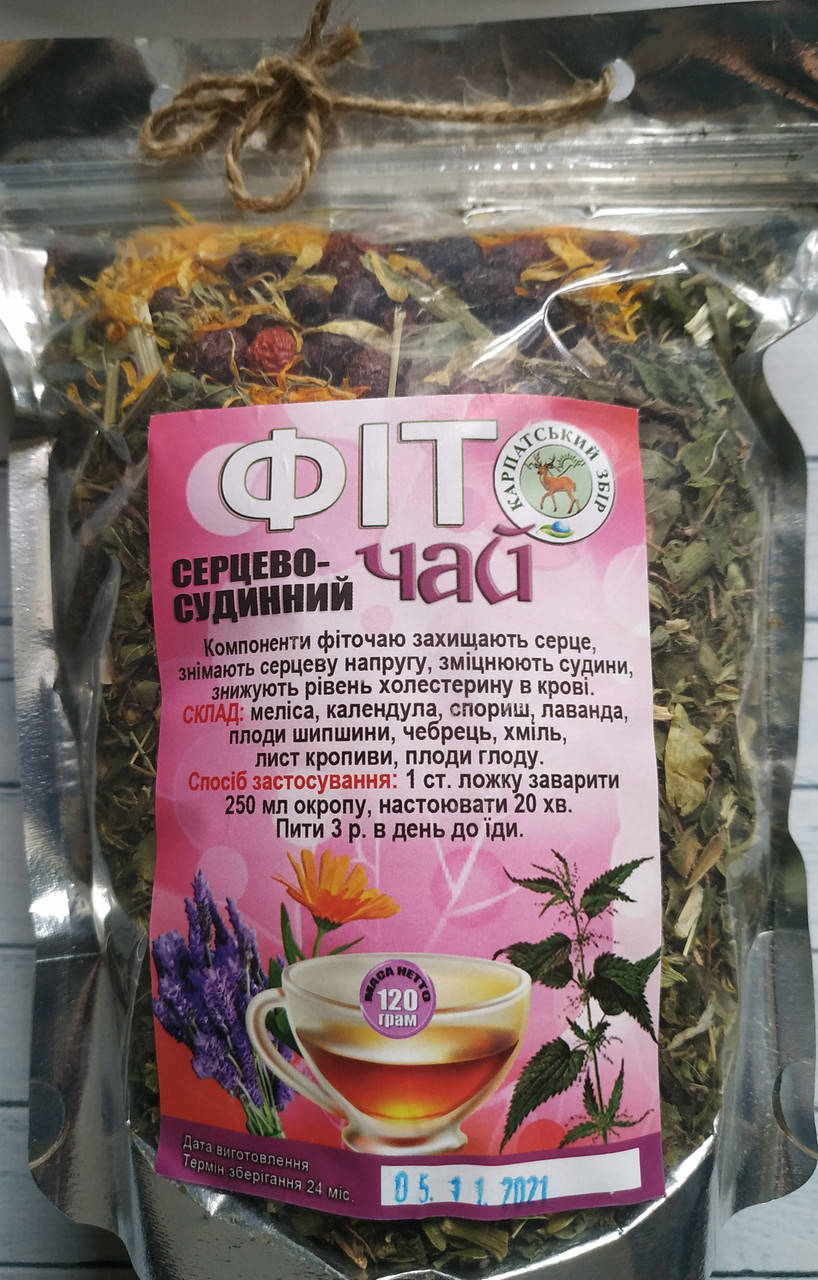 ФІТО
КАРПАТСЬКИЙ ЗБІР
чай
СЕРЦЕВО-
СУДИННИЙ
Компоненти фіточаю захищають серце,
знімають серцеву напругу, зміцнюють судини,
знижують рівень холестерину в крові.
СКЛАД: меліса, календула, спориш, лаванда,
плоди шипшини, чебрець, хміль,
лист кропиви, плоди глоду.
Спосіб застосування: 1 ст. ложку заварити
250 мл окропу, настоювати 20 хв.
Пити 3 р. в день до їди.
МАСА НЕТТО
120
грам
Дата виготовлення
Термін зберігання 24 міс.
05.11.2021